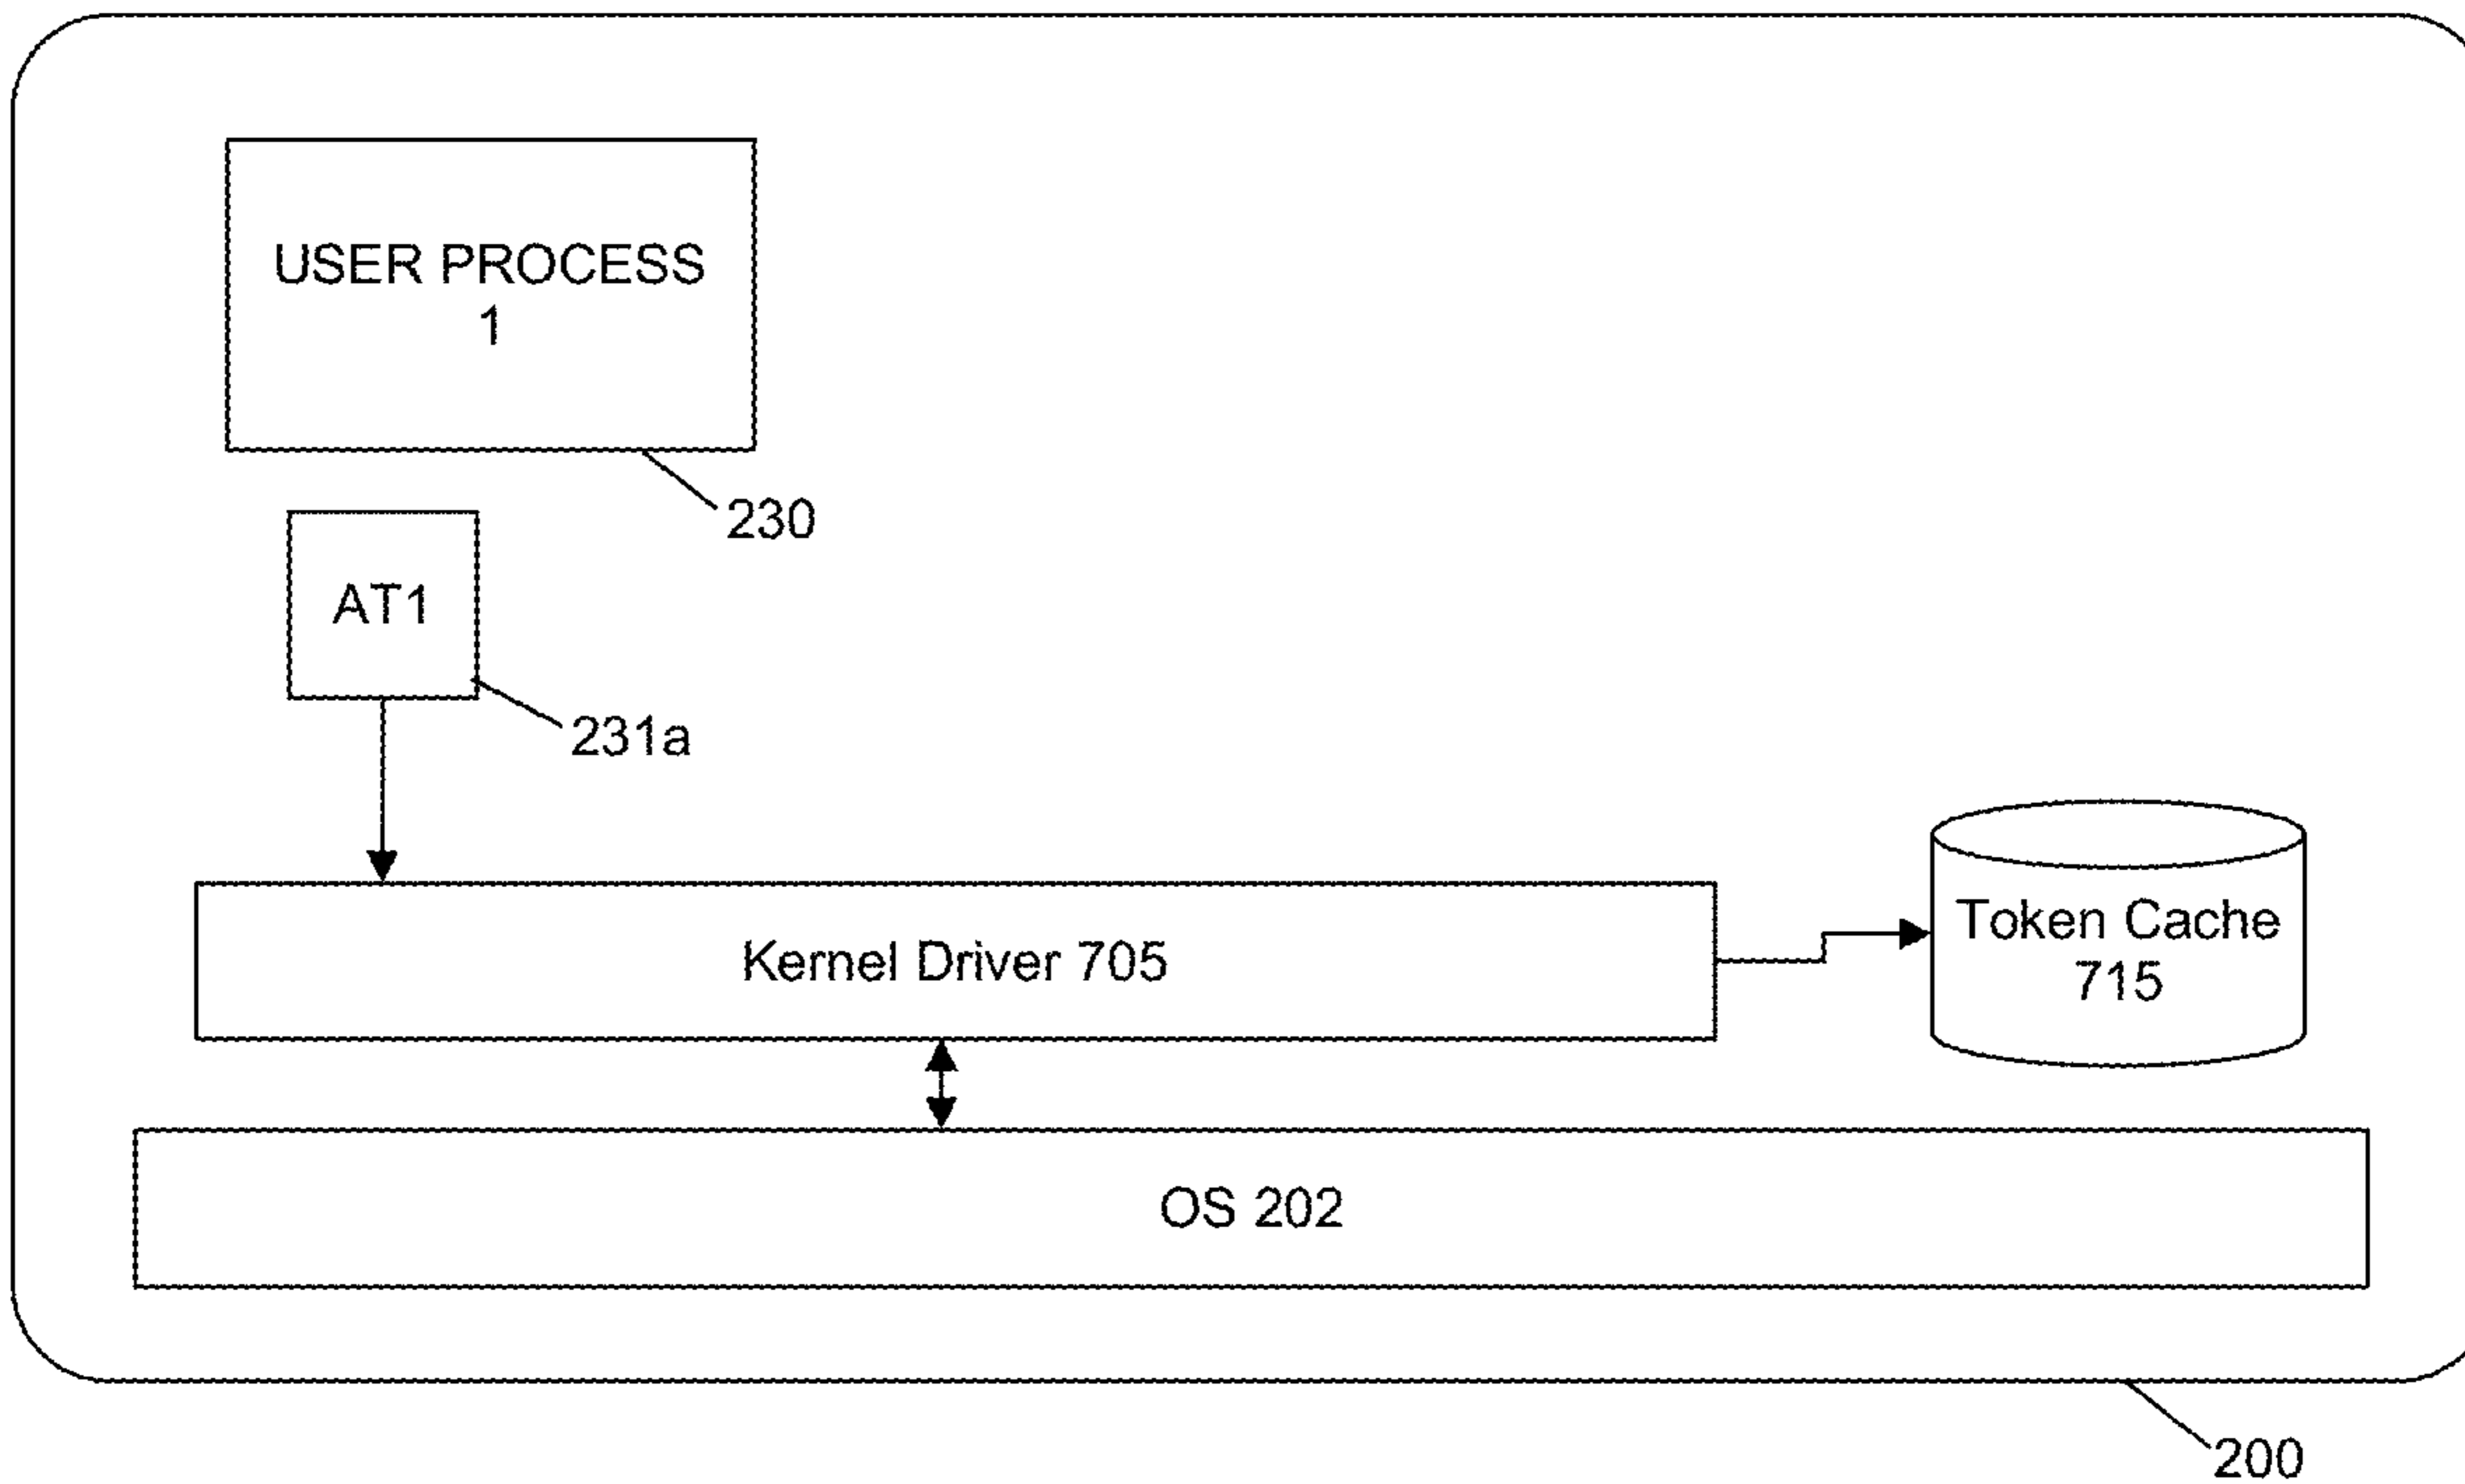 USER PROCESS
1
230
AT1
231a
Kernel Driver 705
Token Cache
715
OS 202
200